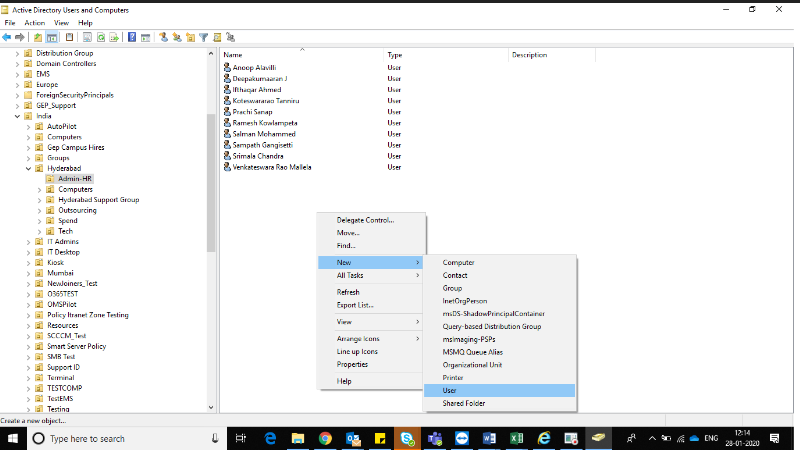 Active Directory Users and Computers
File Action View Help
Name Type Description
Distribution Group
Domain Controllers
EMS
Europe
ForeignSecurityPrincipals
GEP_Support
India
AutoPilot
Computers
Gep Campus Hires
Groups
Hyderabad
Admin-HR
Computers
Hyderabad Support Group
Outsourcing
Spend
Tech
IT Admins
IT Desktop
Kiosk
Mumbai
NewJoiners_Test
O365TEST
OMSPilot
Policy Itranet Zone Testing
Resources
SCCCM_Test
Smart Server Policy
SMB Test
Support ID
Terminal
TESTCOMP
TestEMS
Testing
Anoop Alavilli User
Deepakumaaran J User
Ifthaqar Ahmed User
Koteswararao Tanniru User
Prachi Sanap User
Ramesh Kowlampeta User
Salman Mohammed User
Sampath Gangisetti User
Srimala Chandra User
Venkateswara Rao Mallela User
Delegate Control...
Move...
Find...
New
All Tasks
Refresh
Export List...
View
Arrange Icons
Line up Icons
Properties
Help
Computer
Contact
Group
InetOrgPerson
msDS-ShadowPrincipalContainer
Query-based Distribution Group
msImaging-PSPs
MSMQ Queue Alias
Organizational Unit
Printer
User
Shared Folder
Create a new object...
Type here to search
ENG
12:14
28-01-2020